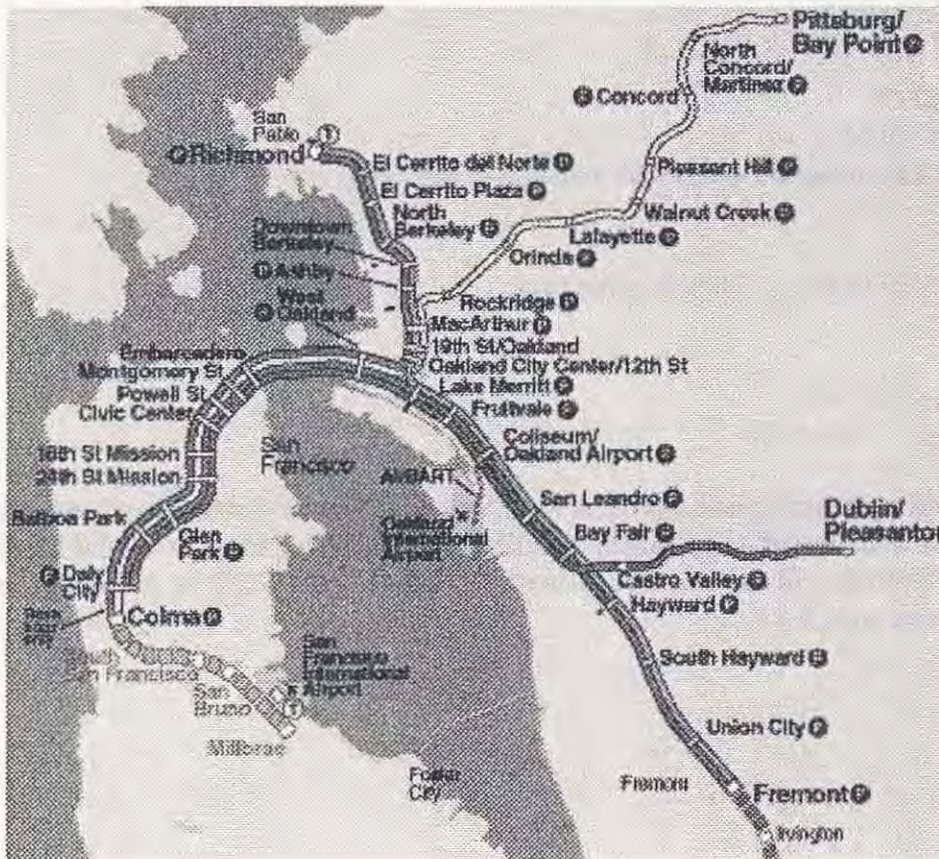 Pittsburg/
Bay Point P
North
Concord/
Martinez P
P Concord
San
Pablo
Richmond
El Cerrito del Norte
Pleasant Hill P
El Cerrito Plaza P
North
Berkeley P
Walnut Creek P
Lafayette P
Downtown
Berkeley
Orinda P
P Ashby
West
P Oakland
Rockridge P
MacArthur P
19th St/Oakland
Oakland City Center/12th St
Embarcadero
Montgomery St
Powell St
Civic Center
Lake Merritt P
Fruitvale P
Coliseum/
Oakland Airport P
16th St Mission
24th St Mission
San
Francisco
AirBART
San Leandro P
Oakland
International
Airport
Balboa Park
Glen
Park P
Dublin/
Pleasanton
Bay Fair P
P Daly
City
Castro Valley P
Hayward P
Colma P
South
San Francisco
San
Francisco
International
Airport
San
Bruno
South Hayward P
Millbrae
Union City P
Foster
City
Fremont
Fremont P
Irvington